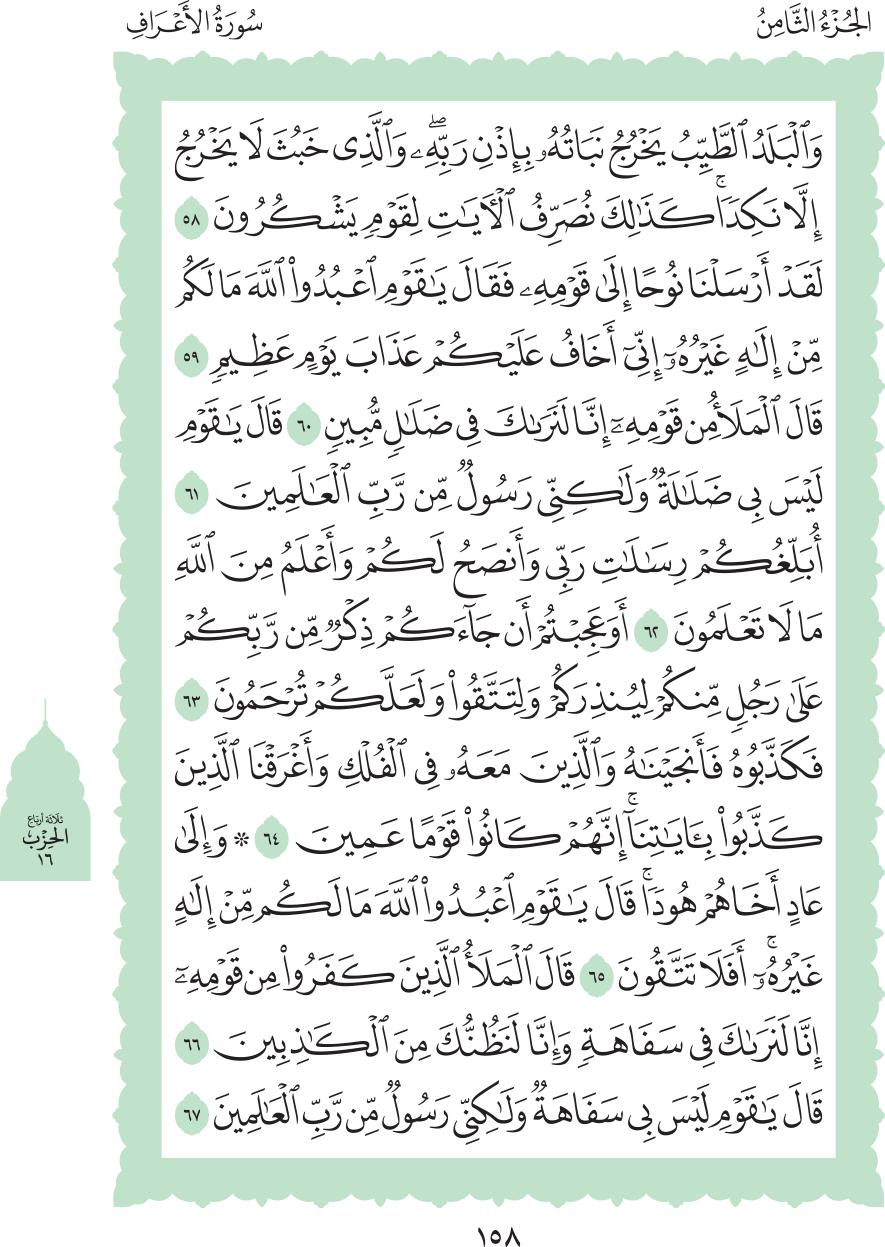 الجُزْءُ الثَّامِنُ
سُورَةُ الأَعْرَافِ
وَٱلۡبَلَدُ ٱلطَّيِّبُ يَخۡرُجُ نَبَاتُهُۥ بِإِذۡنِ رَبِّهِۦۖ وَٱلَّذِي خَبُثَ لَا يَخۡرُجُ
إِلَّا نَكِدٗاۚ كَذَٰلِكَ نُصَرِّفُ ٱلۡأٓيَٰتِ لِقَوۡمٖ يَشۡكُرُونَ ٥٨
لَقَدۡ أَرۡسَلۡنَا نُوحًا إِلَىٰ قَوۡمِهِۦ فَقَالَ يَٰقَوۡمِ ٱعۡبُدُواْ ٱللَّهَ مَا لَكُم
مِّنۡ إِلَٰهٍ غَيۡرُهُۥٓ إِنِّيٓ أَخَافُ عَلَيۡكُمۡ عَذَابَ يَوۡمٍ عَظِيمٖ ٥٩
قَالَ ٱلۡمَلَأُ مِن قَوۡمِهِۦٓ إِنَّا لَنَرَىٰكَ فِي ضَلَٰلٖ مُّبِينٖ ٦٠ قَالَ يَٰقَوۡمِ
لَيۡسَ بِي ضَلَٰلَةٞ وَلَٰكِنِّي رَسُولٞ مِّن رَّبِّ ٱلۡعَٰلَمِينَ ٦١
أُبَلِّغُكُمۡ رِسَٰلَٰتِ رَبِّي وَأَنصَحُ لَكُمۡ وَأَعۡلَمُ مِنَ ٱللَّهِ
مَا لَا تَعۡلَمُونَ ٦٢ أَوَعَجِبۡتُمۡ أَن جَآءَكُمۡ ذِكۡرٞ مِّن رَّبِّكُمۡ
عَلَىٰ رَجُلٖ مِّنكُمۡ لِيُنذِرَكُمۡ وَلِتَتَّقُواْ وَلَعَلَّكُمۡ تُرۡحَمُونَ ٦٣
فَكَذَّبُوهُ فَأَنجَيۡنَٰهُ وَٱلَّذِينَ مَعَهُۥ فِي ٱلۡفُلۡكِ وَأَغۡرَقۡنَا ٱلَّذِينَ
كَذَّبُواْ بِـَٔايَٰتِنَآۚ إِنَّهُمۡ كَانُواْ قَوۡمًا عَمِينَ ٦٤ * وَإِلَىٰ
عَادٍ أَخَاهُمۡ هُودٗاۚ قَالَ يَٰقَوۡمِ ٱعۡبُدُواْ ٱللَّهَ مَا لَكُم مِّنۡ إِلَٰهٍ
غَيۡرُهُۥٓۚ أَفَلَا تَتَّقُونَ ٦٥ قَالَ ٱلۡمَلَأُ ٱلَّذِينَ كَفَرُواْ مِن قَوۡمِهِۦٓ
إِنَّا لَنَرَىٰكَ فِي سَفَاهَةٖ وَإِنَّا لَنَظُنُّكَ مِنَ ٱلۡكَٰذِبِينَ ٦٦
قَالَ يَٰقَوۡمِ لَيۡسَ بِي سَفَاهَةٞ وَلَٰكِنِّي رَسُولٞ مِّن رَّبِّ ٱلۡعَٰلَمِينَ ٦٧
ثلاثة أرباع
الحِزْب
١٦
١٥٨